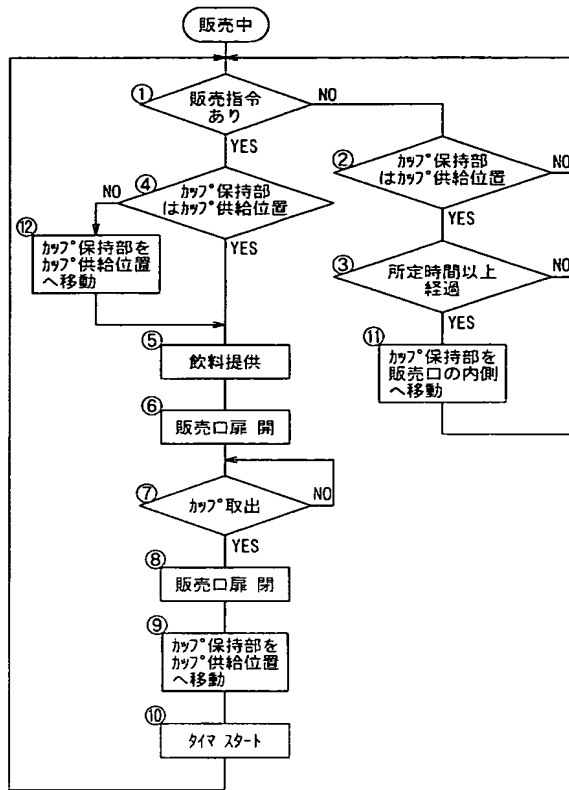 販売中
①
販売指令
あり
NO
YES
②
カップ保持部
はカップ供給位置
NO
YES
③
所定時間以上
経過
NO
YES
⑪
カップ保持部を
販売口の内側
へ移動
④
カップ保持部
はカップ供給位置
NO
YES
⑫
カップ保持部を
カップ供給位置
へ移動
⑤
飲料提供
⑥
販売口扉 開
⑦
カップ取出
NO
YES
⑧
販売口扉 閉
⑨
カップ保持部を
カップ供給位置
へ移動
⑩
タイマ スタート